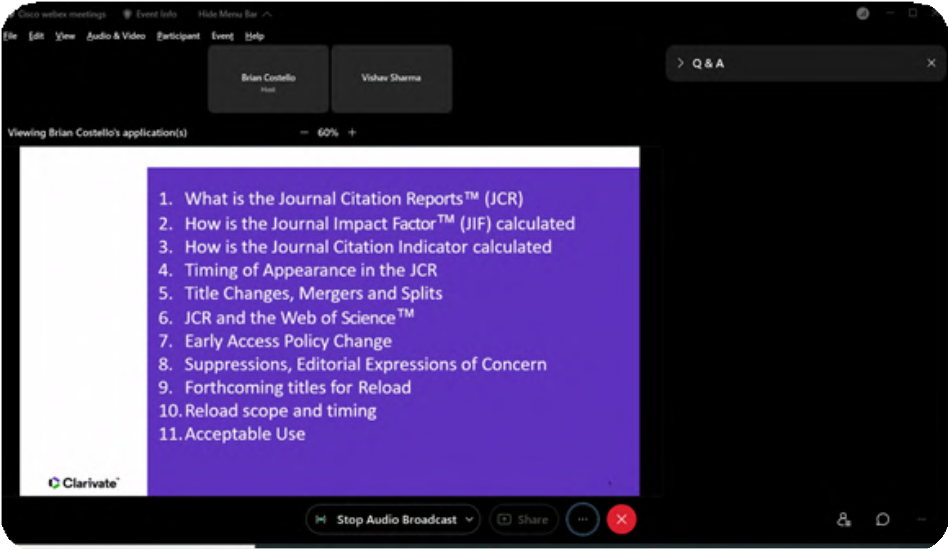 Cisco webex meetings Event Info Hide Menu Bar
File Edit View Audio & Video Participant Event Help
Brian Costello
Host
Vishav Sharma
Q & A
Viewing Brian Costello's application(s)
60%
1. What is the Journal Citation Reports™ (JCR)
2. How is the Journal Impact Factor™ (JIF) calculated
3. How is the Journal Citation Indicator calculated
4. Timing of Appearance in the JCR
5. Title Changes, Mergers and Splits
6. JCR and the Web of Science™
7. Early Access Policy Change
8. Suppressions, Editorial Expressions of Concern
9. Forthcoming titles for Reload
10. Reload scope and timing
11. Acceptable Use
Clarivate™
Stop Audio Broadcast
Share